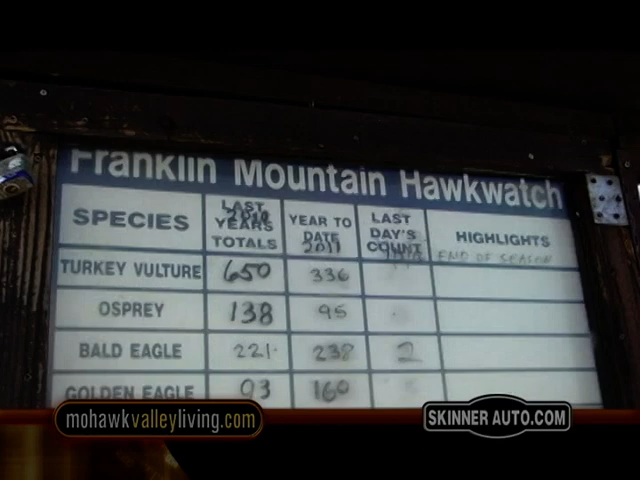 Franklin Mountain Hawkwatch
SPECIES LAST 2010 YEARS TOTALS YEAR TO DATE 2011 LAST DAY'S COUNT HIGHLIGHTS
END OF SEASON
TURKEY VULTURE 650 336
OSPREY 138 95
BALD EAGLE 221 238 2
GOLDEN EAGLE 93 160
mohawkvalleyliving.com
SKINNER AUTO.COM